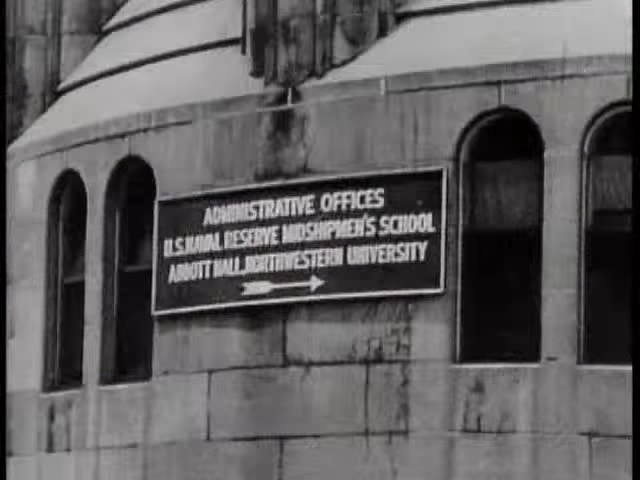 ADMINISTRATIVE OFFICES
U.S. NAVAL RESERVE MIDSHIPMEN'S SCHOOL
ABBOTT HALL, NORTHWESTERN UNIVERSITY